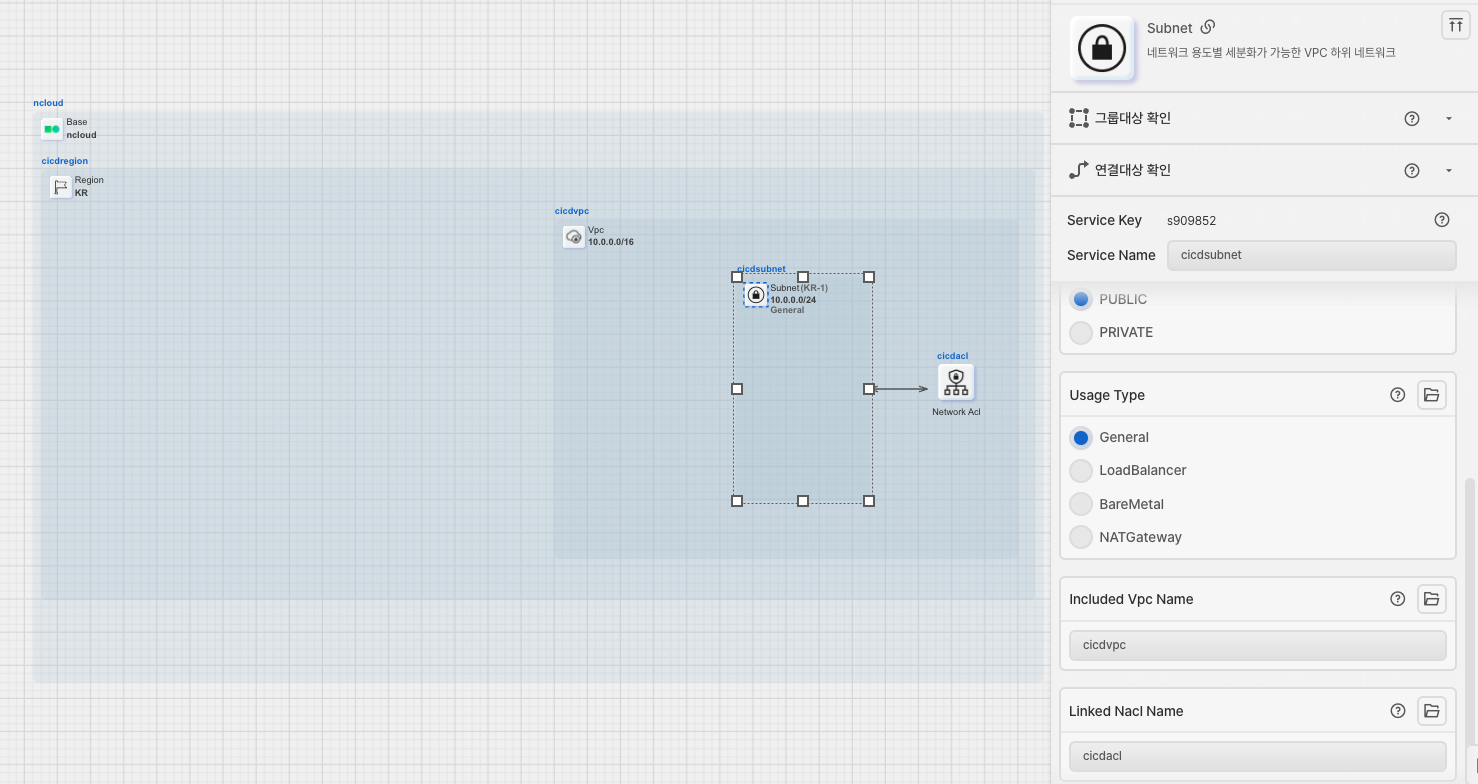 ncloud
Base
ncloud
cicdregion
Region
KR
cicdvpc
Vpc
10.0.0.0/16
cicdsubnet
Subnet(KR-1)
10.0.0.0/24
General
cicdacl
Network Acl
Subnet
네트워크 용도별 세분화가 가능한 VPC 하위 네트워크
그룹대상 확인
연결대상 확인
Service Key s909852
Service Name cicdsubnet
PUBLIC
PRIVATE
Usage Type
General
LoadBalancer
BareMetal
NATGateway
Included Vpc Name
cicdvpc
Linked Nacl Name
cicdacl